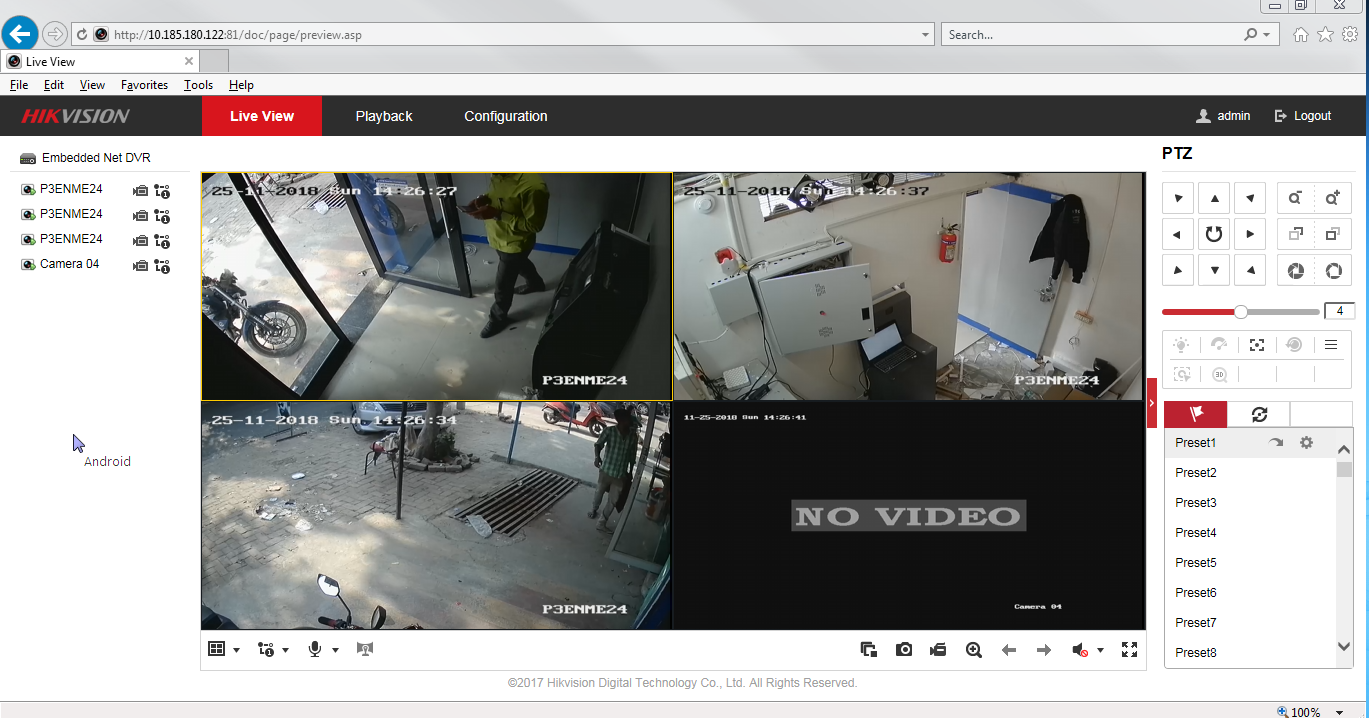 http://10.185.180.122:81/doc/page/preview.asp
Search...
Live View
File Edit View Favorites Tools Help
HIKVISION
Live View Playback Configuration
admin Logout
Embedded Net DVR
P3ENME24
P3ENME24
P3ENME24
Camera 04
Android
25-11-2018 Sun 14:26:27
P3ENME24
25-11-2018 Sun 14:26:37
P3ENME24
25-11-2018 Sun 14:26:34
P3ENME24
11-25-2018 Sun 14:26:41
NO VIDEO
Camera 04
PTZ
4
3D
Preset1
Preset2
Preset3
Preset4
Preset5
Preset6
Preset7
Preset8
©2017 Hikvision Digital Technology Co., Ltd. All Rights Reserved.
100%